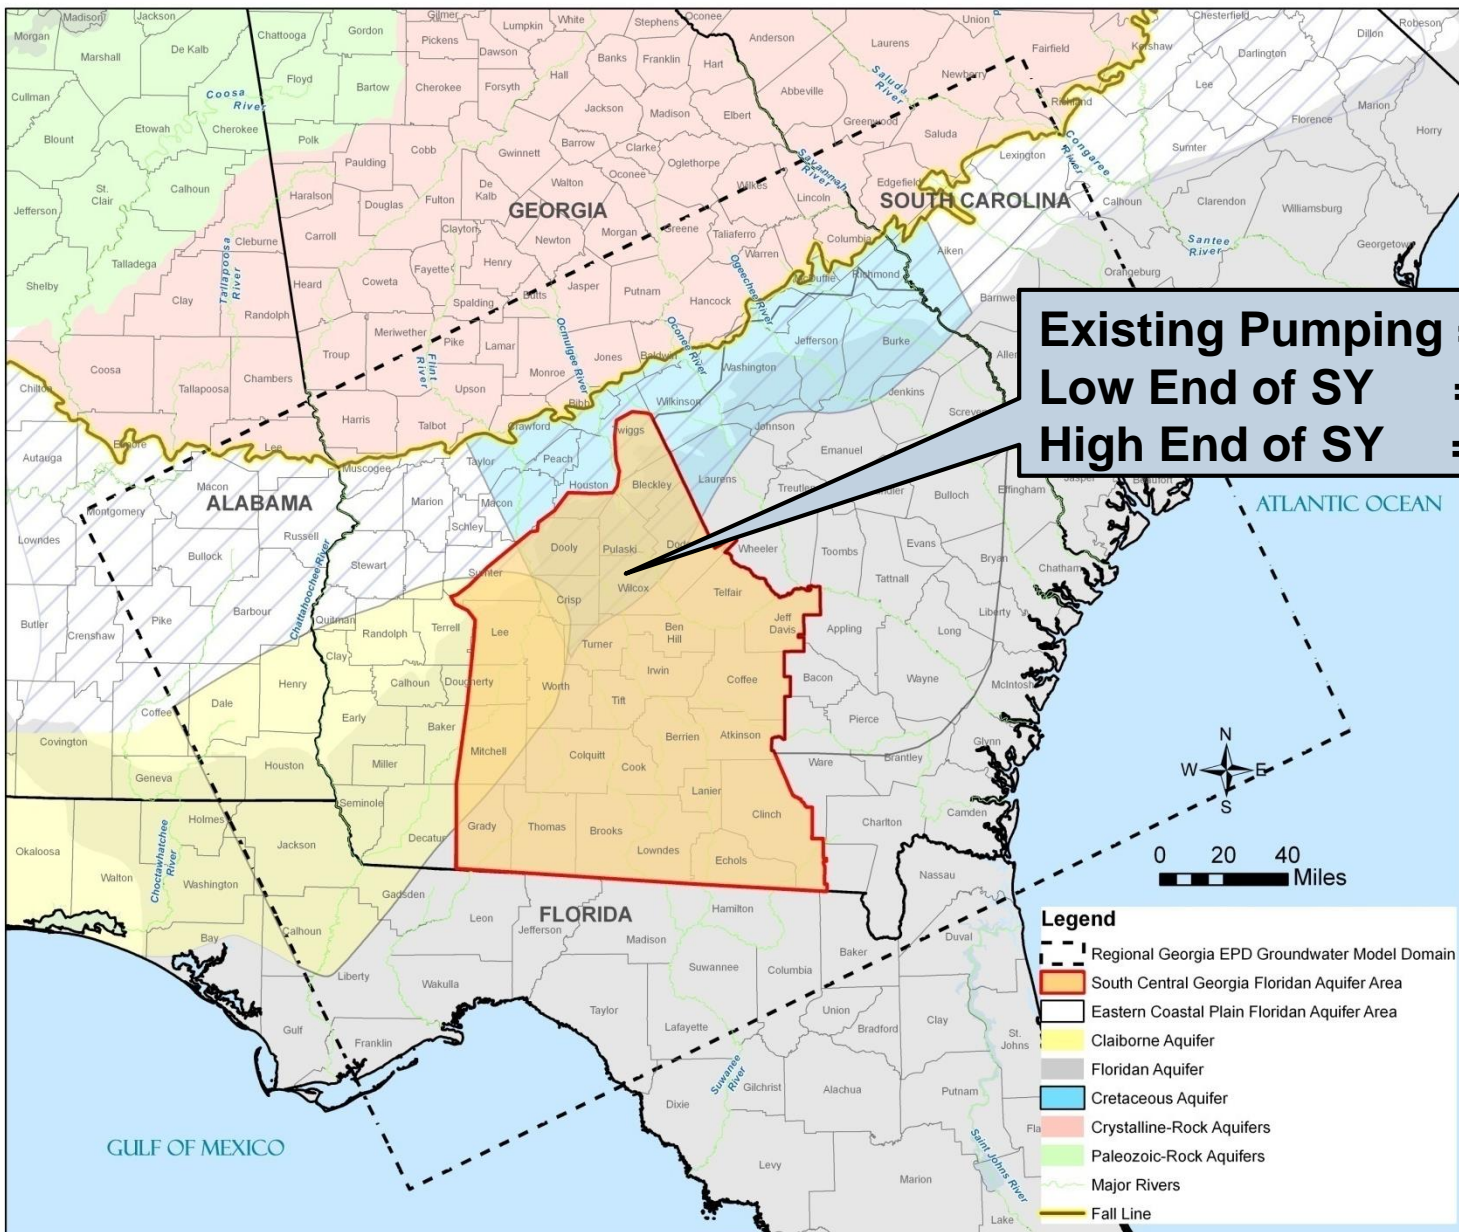 Madison
Jackson
Chattooga
Gordon
Gilmer
Lumpkin
White
Stephens
Oconee
Anderson
Laurens
Union
Fairfield
Kershaw
Chesterfield
Darlington
Dillon
Robeson
Morgan
Marshall
De Kalb
Pickens
Dawson
Banks
Franklin
Hart
Hall
Floyd
Bartow
Cherokee
Forsyth
Abbeville
Saluda
River
Newberry
Lee
Marion
Cullman
Coosa
River
Jackson
Madison
Elbert
Richland
Florence
Horry
Blount
Etowah
Cherokee
Polk
Paulding
Cobb
Gwinnett
Barrow
Clarke
Oglethorpe
Greenwood
Saluda
Congaree
River
Sumter
Lexington
St.
Clair
Calhoun
Haralson
Douglas
Fulton
De
Kalb
Walton
Oconee
Wilkes
Savannah
River
Lincoln
Edgefield
SOUTH CAROLINA
Calhoun
Clarendon
Williamsburg
Jefferson
Cleburne
Carroll
Clayton
GEORGIA
Newton
Morgan
Greene
Taliaferro
Columbia
Aiken
Santee
River
Georgetown
Talladega
Tallapoosa
River
Fayette
Henry
Warren
McDuffie
Richmond
Orangeburg
Shelby
Clay
Randolph
Heard
Coweta
Spalding
Butts
Jasper
Putnam
Hancock
Ogeechee River
Barnwell
Coosa
Tallapoosa
Chambers
Troup
Meriwether
Pike
Lamar
Flint
River
Ocmulgee River
Monroe
Jones
Baldwin
Oconee River
Washington
Jefferson
Burke
Allen
Existing Pumping =
Low End of SY =
High End of SY =
Chilton
Harris
Talbot
Upson
Bibb
Wilkinson
Jenkins
Screven
Elmore
Lee
Crawford
Twiggs
Johnson
Autauga
Muscogee
Taylor
Peach
Emanuel
Macon
Marion
Macon
Houston
Bleckley
Laurens
Treutlen
Bulloch
Effingham
Jasper
Beaufort
Montgomery
ALABAMA
Schley
ATLANTIC OCEAN
Lowndes
Russell
Bullock
Stewart
Dooly
Pulaski
Wheeler
Toombs
Evans
Bryan
Chatham
Sumter
Crisp
Wilcox
Telfair
Tattnall
Barbour
Chattahoochee River
Butler
Crenshaw
Pike
Quitman
Randolph
Terrell
Lee
Turner
Ben
Hill
Jeff
Davis
Appling
Long
Liberty
Clay
Irwin
Henry
Calhoun
Dougherty
Worth
Tift
Coffee
Bacon
Wayne
McIntosh
Coffee
Dale
Early
Baker
Pierce
Covington
Mitchell
Berrien
Atkinson
Glynn
N
W
E
S
Geneva
Houston
Miller
Colquitt
Cook
Ware
Brantley
Lanier
Seminole
Clinch
Camden
Charlton
Holmes
Decatur
Grady
Thomas
Brooks
Okaloosa
Jackson
Lowndes
Echols
0 20 40
Miles
Walton
Choctawhatchee
River
Washington
Nassau
Gadsden
Leon
Jefferson
FLORIDA
Hamilton
Bay
Calhoun
Madison
Baker
Duval
Liberty
Wakulla
Suwannee
Columbia
Taylor
Union
Bradford
Clay
St.
Johns
Gulf
Franklin
Lafayette
Suwanee
River
Gilchrist
Alachua
Putnam
Dixie
GULF OF MEXICO
Levy
Marion
Saint Johns River
Lake
Legend
Regional Georgia EPD Groundwater Model Domain
South Central Georgia Floridan Aquifer Area
Eastern Coastal Plain Floridan Aquifer Area
Claiborne Aquifer
Floridan Aquifer
Cretaceous Aquifer
Crystalline-Rock Aquifers
Paleozoic-Rock Aquifers
Major Rivers
Fall Line